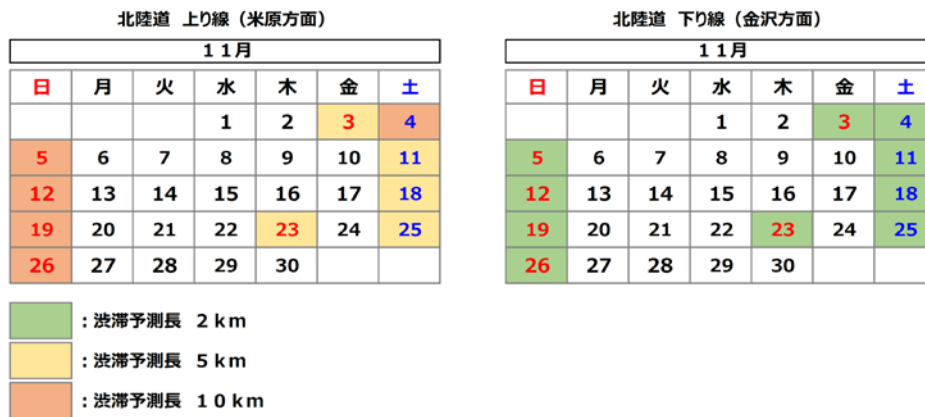 北陸道 上り線（米原方面）
１１月
日 月 火 水 木 金 土
1 2 3 4
5 6 7 8 9 10 11
12 13 14 15 16 17 18
19 20 21 22 23 24 25
26 27 28 29 30
北陸道 下り線（金沢方面）
１１月
日 月 火 水 木 金 土
1 2 3 4
5 6 7 8 9 10 11
12 13 14 15 16 17 18
19 20 21 22 23 24 25
26 27 28 29 30
：渋滞予測長 ２ｋｍ
：渋滞予測長 ５ｋｍ
：渋滞予測長 １０ｋｍ